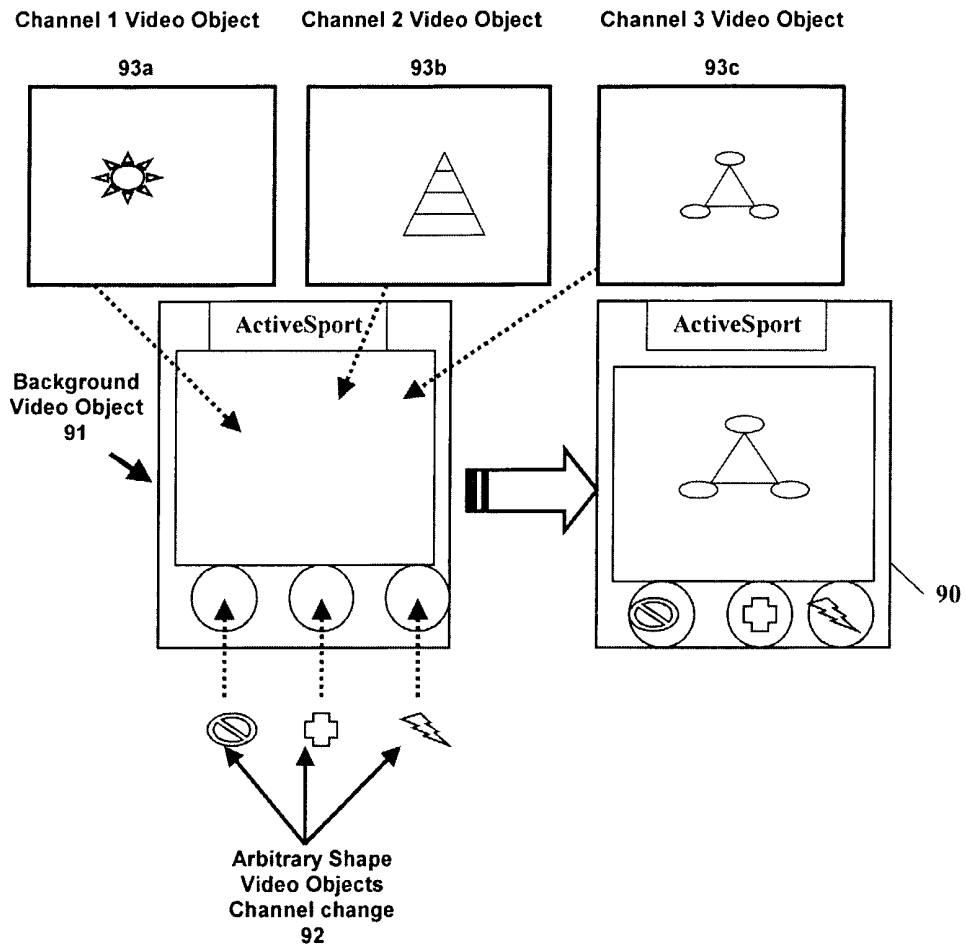 Channel 1 Video Object
Channel 2 Video Object
Channel 3 Video Object
93a
93b
93c
ActiveSport
ActiveSport
Background
Video Object
91
90
Arbitrary Shape
Video Objects
Channel change
92